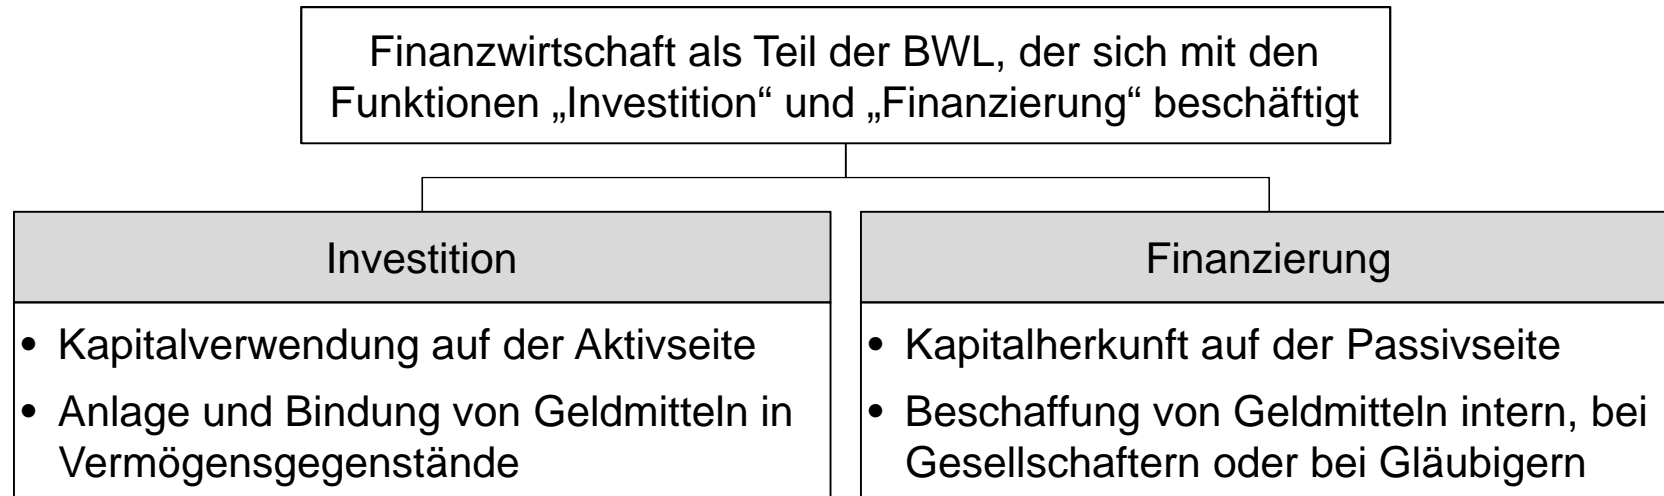 Finanzwirtschaft als Teil der BWL, der sich mit den
Funktionen „Investition“ und „Finanzierung“ beschäftigt
Investition
• Kapitalverwendung auf der Aktivseite
• Anlage und Bindung von Geldmitteln in
Vermögensgegenstände
Finanzierung
• Kapitalherkunft auf der Passivseite
• Beschaffung von Geldmitteln intern, bei
Gesellschaftern oder bei Gläubigern